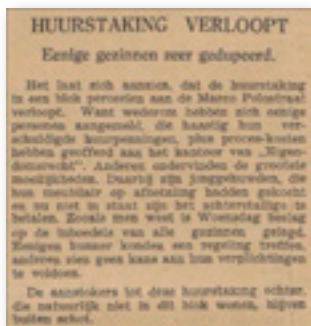 HUURSTAKING VERLOOPT
Eenige gezinnen zeer gedupeerd.
Het laat zich aanzien, dat de huurstaking
in een blok perceelen aan de Marco Polostraat
verloopt. Want wederom hebben zich eenige
personen aangemeld, die haastig hun ver-
schuldigde huurpenningen, plus proces-kosten
hebben geofferd aan het kantoor van „Eigen-
domsrecht”. Anderen ondervinden de grootste
moeilijkheden. Daarbij zijn jonggehuwden, die
hun meubilair op afbetaling hadden gekocht
en nu niet in staat zijn het achterstallige te
betalen. Zooals men weet is Woensdag beslag
op de inboedels van alle gezinnen gelegd.
Eenigen hunner konden een regeling treffen,
anderen zien geen kans aan hun verplichtingen
te voldoen.
De aanstokers tot deze huurstaking echter,
die natuurlijk niet in dit blok wonen, blijven
buiten schot.